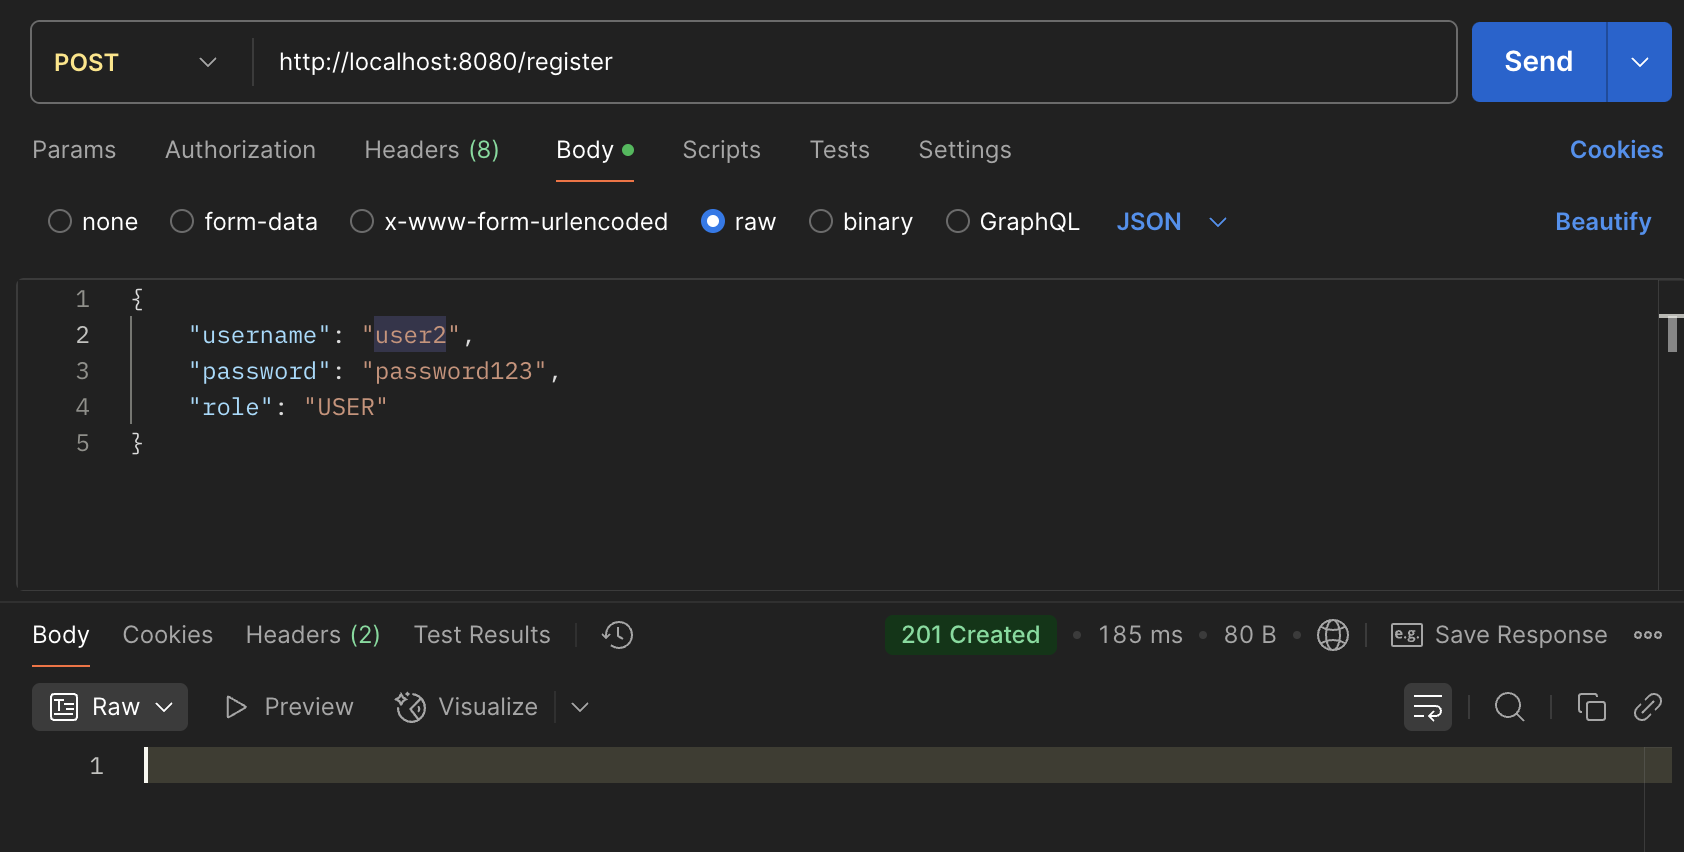 POST http://localhost:8080/register Send
Params Authorization Headers (8) Body Scripts Tests Settings Cookies
none form-data x-www-form-urlencoded raw binary GraphQL JSON Beautify
1 {
2 "username": "user2",
3 "password": "password123",
4 "role": "USER"
5 }
Body Cookies Headers (2) Test Results 201 Created • 185 ms • 80 B • e.g. Save Response
Raw Preview Visualize
1